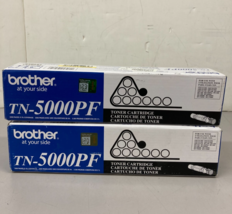 brother
at your side
TN-5000PF
TONER CARTRIDGE
CARTOUCHE DE TONER
CARTUCHO DE TONER
brother
at your side
TN-5000PF
TONER CARTRIDGE
CARTOUCHE DE TONER
CARTUCHO DE TONER